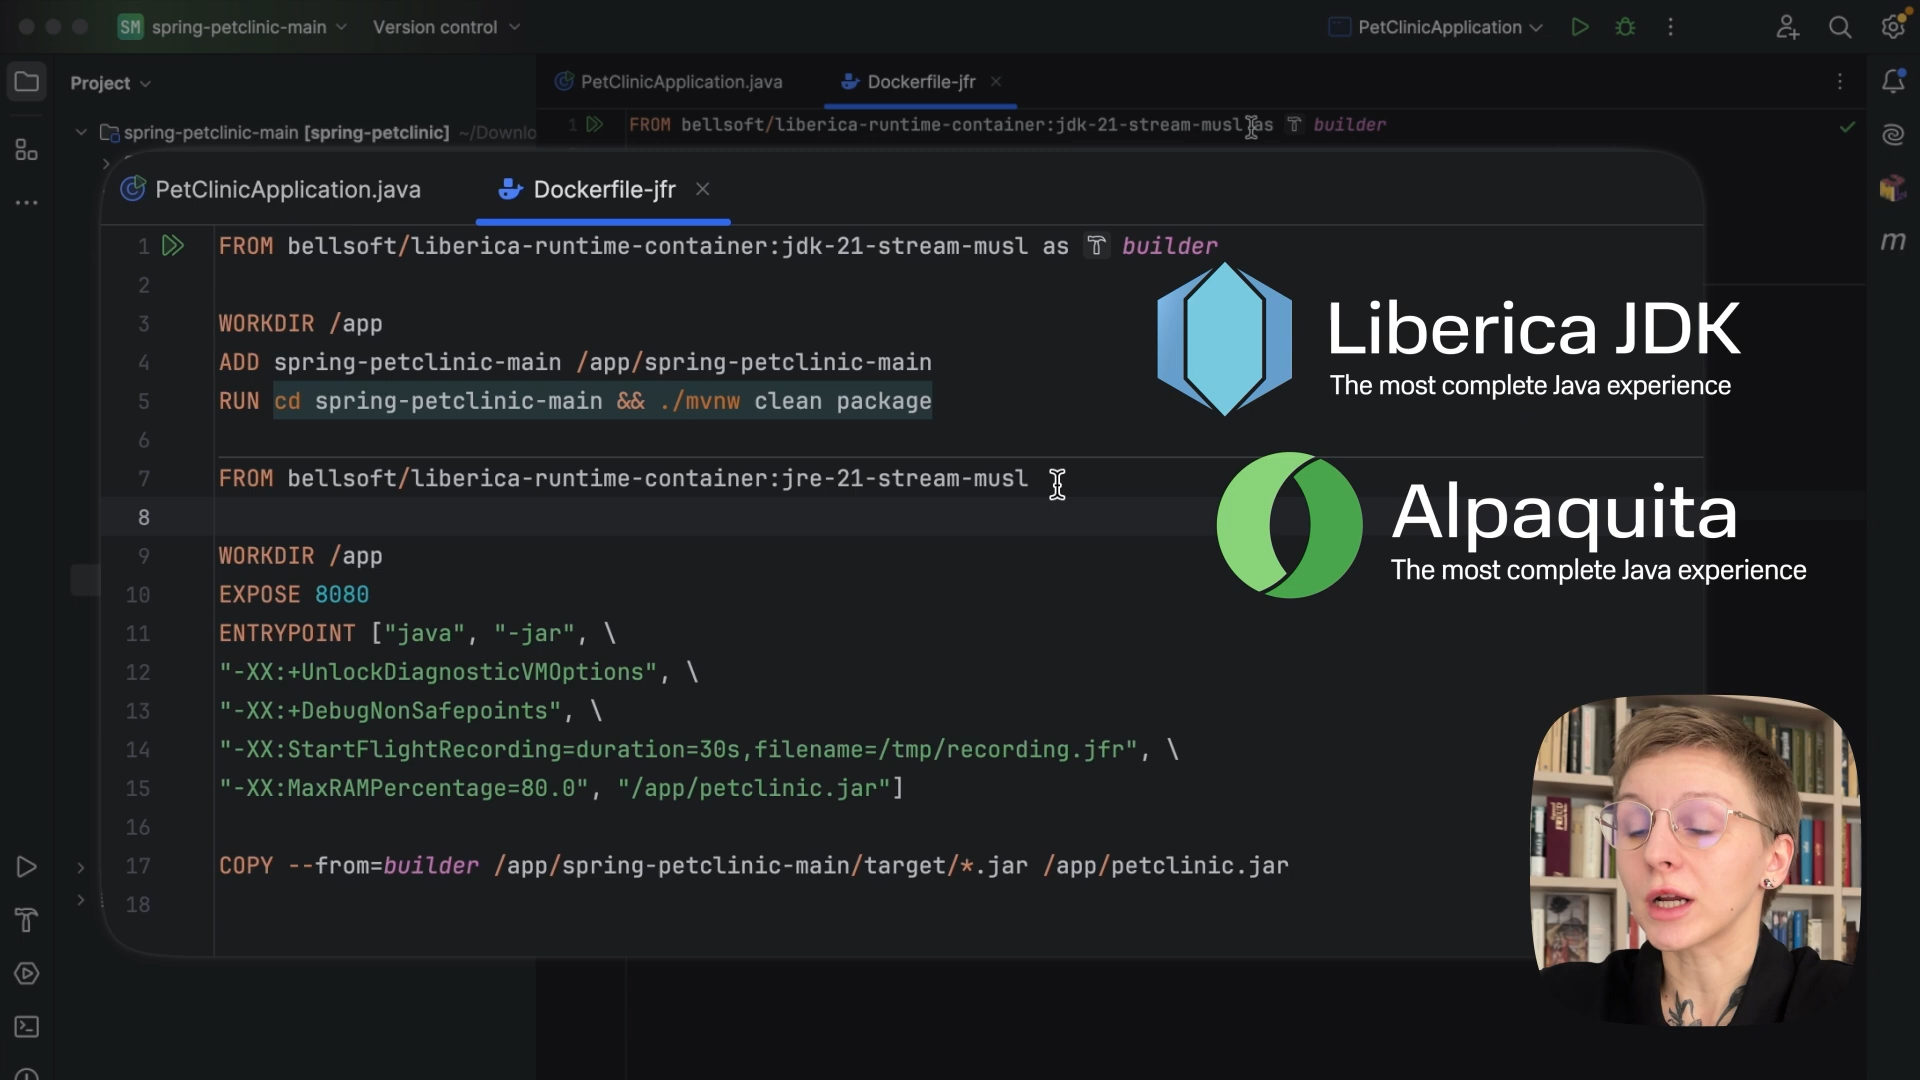 SM spring-petclinic-main Version control PetClinicApplication
Project PetClinicApplication.java Dockerfile-jfr
spring-petclinic-main [spring-petclinic] ~/Downlo
1 FROM bellsoft/liberica-runtime-container:jdk-21-stream-musl as builder
m
PetClinicApplication.java Dockerfile-jfr
1 FROM bellsoft/liberica-runtime-container:jdk-21-stream-musl as builder
2
3 WORKDIR /app
4 ADD spring-petclinic-main /app/spring-petclinic-main
5 RUN cd spring-petclinic-main && ./mvnw clean package
6
7 FROM bellsoft/liberica-runtime-container:jre-21-stream-musl
8
9 WORKDIR /app
10 EXPOSE 8080
11 ENTRYPOINT ["java", "-jar", \
12 "-XX:+UnlockDiagnosticVMOptions", \
13 "-XX:+DebugNonSafepoints", \
14 "-XX:StartFlightRecording=duration=30s,filename=/tmp/recording.jfr", \
15 "-XX:MaxRAMPercentage=80.0", "/app/petclinic.jar"]
16
17 COPY --from=builder /app/spring-petclinic-main/target/*.jar /app/petclinic.jar
18
Liberica JDK
The most complete Java experience
Alpaquita
The most complete Java experience